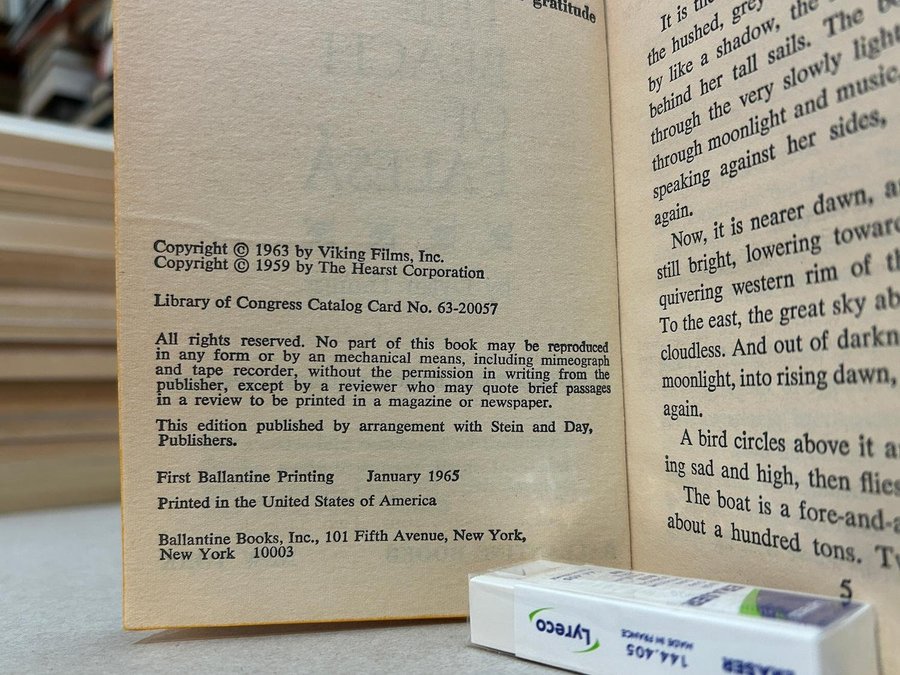 gratitude
Copyright © 1963 by Viking Films, Inc.
Copyright © 1959 by The Hearst Corporation
Library of Congress Catalog Card No. 63-20057
All rights reserved. No part of this book may be reproduced
in any form or by an mechanical means, including mimeograph
and tape recorder, without the permission in writing from the
publisher, except by a reviewer who may quote brief passages
in a review to be printed in a magazine or newspaper.
This edition published by arrangement with Stein and Day,
Publishers.
First Ballantine Printing January 1965
Printed in the United States of America
Ballantine Books, Inc., 101 Fifth Avenue, New York,
New York 10003
It is the
the hushed, grey
by like a shadow, the
behind her tall sails. The
through the very slowly light
through moonlight and music
speaking against her sides,
again.
Now, it is nearer dawn,
still bright, lowering toward
quivering western rim of
To the east, the great sky
cloudless. And out of
moonlight, into rising dawn,
again.
A bird circles above it
ing sad and high, then flies
The boat is a fore-and-
about a hundred tons.
5
Lyreco
MADE IN FRANCE
144.405
ERASER